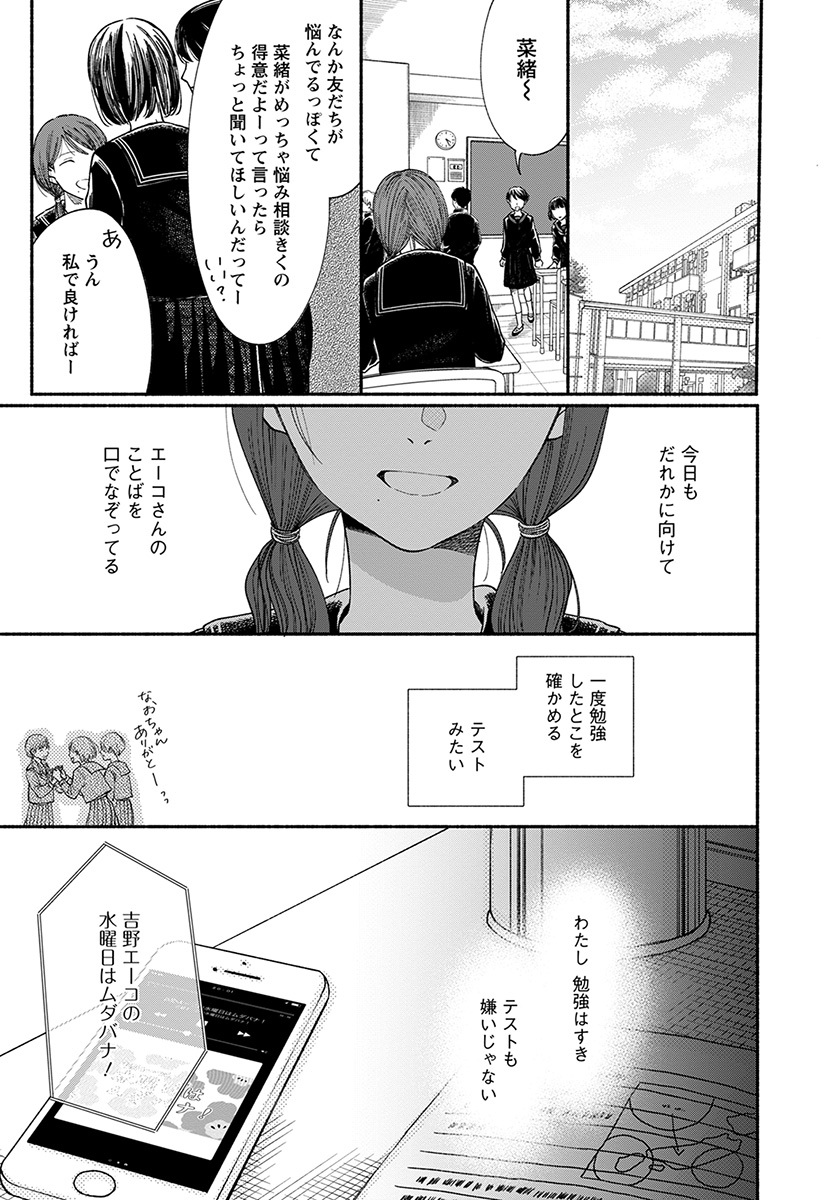 菜緒～
なんか友だちが
悩んでるっぽくて
菜緒がめっちゃ悩み相談きくの
得意だよーって言ったら
ちょっと聞いてほしいんだってー
いーい？
あ
うん
私で良ければー
今日も
だれかに向けて
エーコさんの
ことばを
口でなぞってる
一度勉強
したとこを
確かめる
テスト
みたい
なおちゃん
ありがとーっっ
わたし 勉強はすき
テストも
嫌いじゃない
吉野エーコの
水曜日はムダバナ！